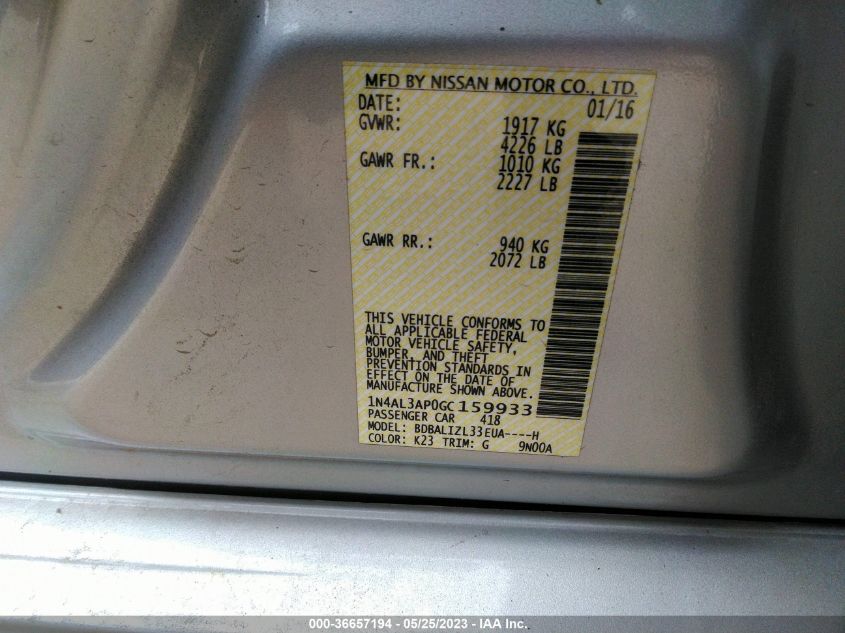 MFD BY NISSAN MOTOR CO., LTD.
DATE: 01/16
GVWR: 1917 KG
4226 LB
GAWR FR.: 1010 KG
2227 LB
GAWR RR.: 940 KG
2072 LB
THIS VEHICLE CONFORMS TO
ALL APPLICABLE FEDERAL
MOTOR VEHICLE SAFETY,
BUMPER, AND THEFT
PREVENTION STANDARDS IN
EFFECT ON THE DATE OF
MANUFACTURE SHOWN ABOVE.
1N4AL3AP0GC159933
PASSENGER CAR 418
MODEL: BDBALIZL33EUA----H
COLOR: K23 TRIM: G 9N00A
000-36657194 - 05/25/2023 - IAA Inc.